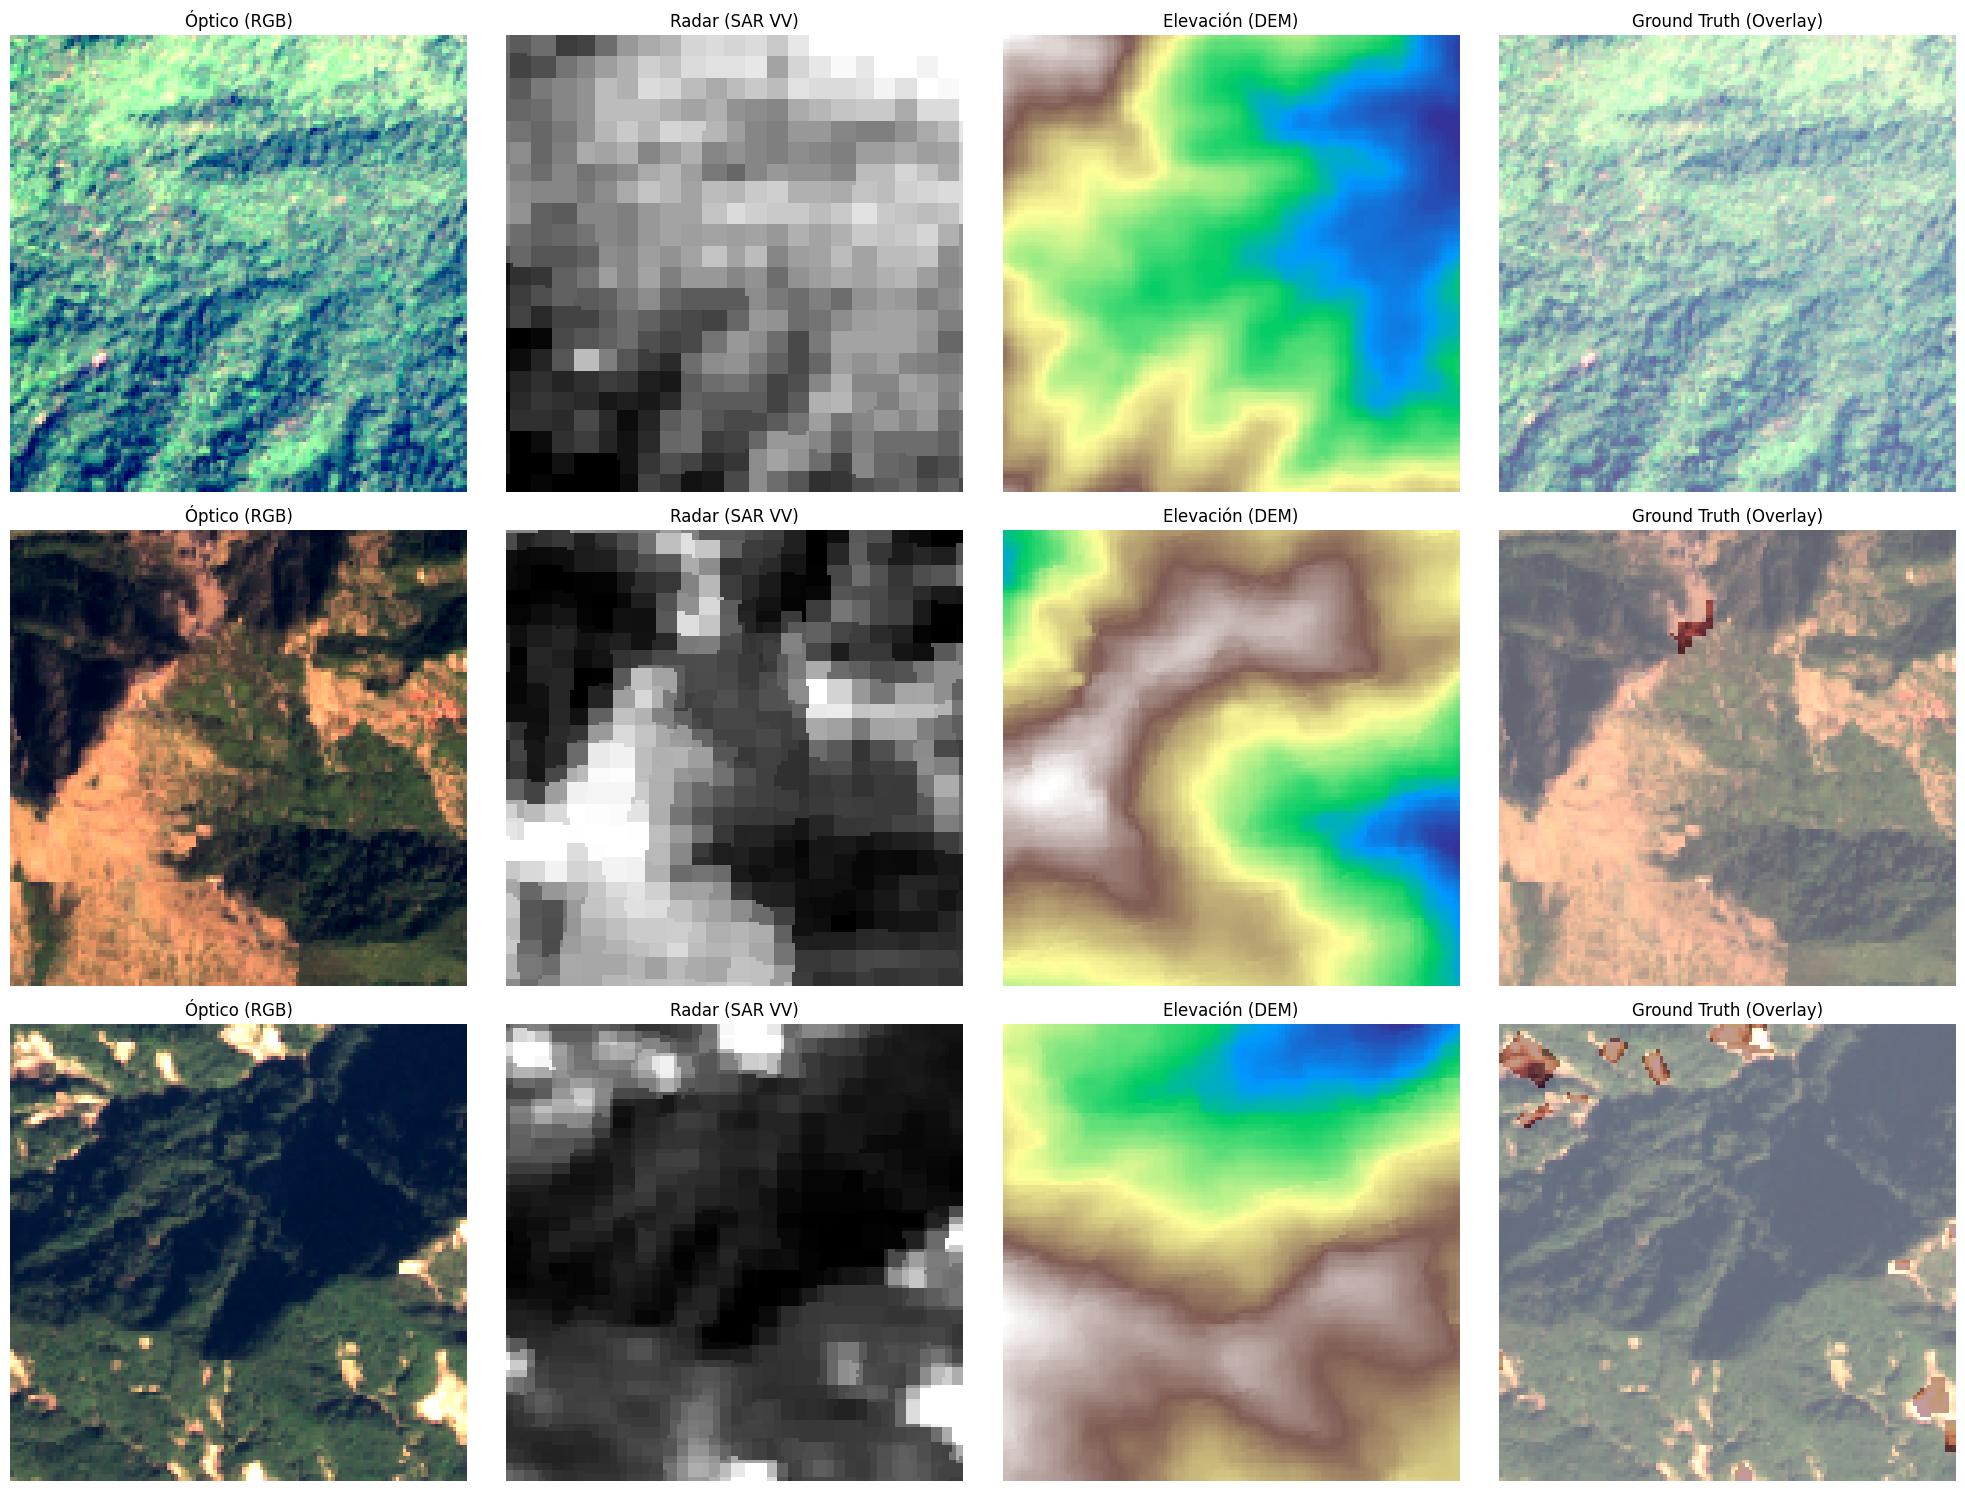 Óptico (RGB)
Radar (SAR VV)
Elevación (DEM)
Ground Truth (Overlay)
Óptico (RGB)
Radar (SAR VV)
Elevación (DEM)
Ground Truth (Overlay)
Óptico (RGB)
Radar (SAR VV)
Elevación (DEM)
Ground Truth (Overlay)